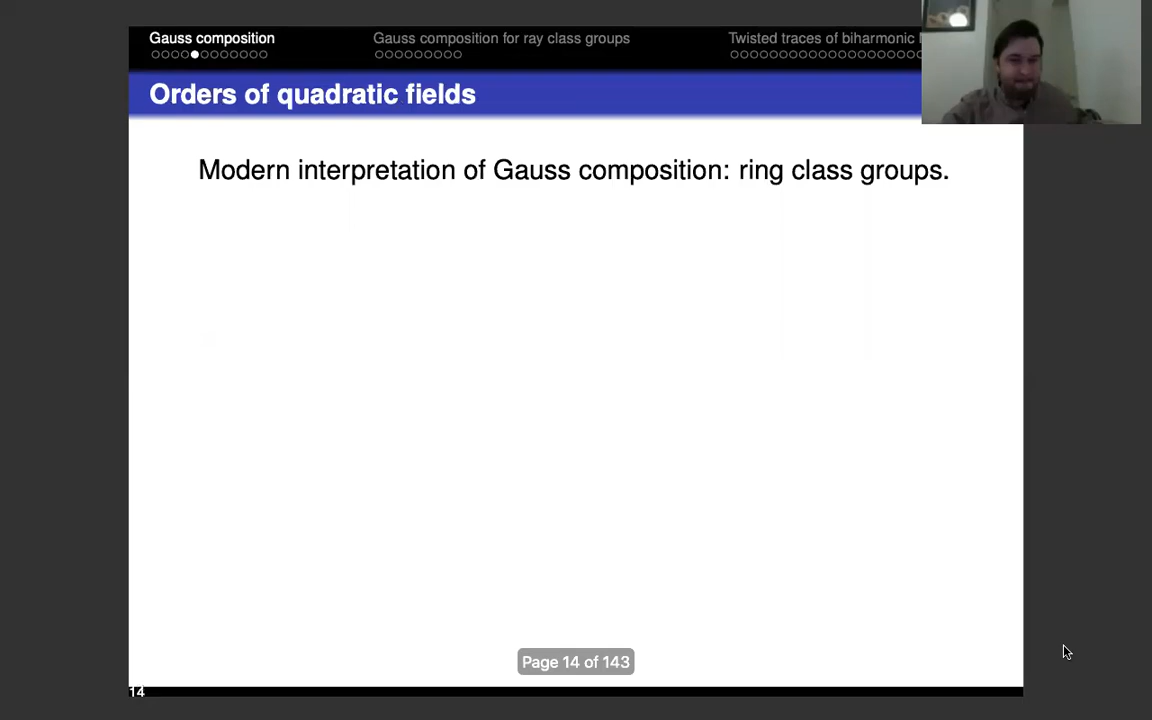 Gauss composition
Gauss composition for ray class groups
Twisted traces of biharmonic
Orders of quadratic fields
Modern interpretation of Gauss composition: ring class groups.
Page 14 of 143
14